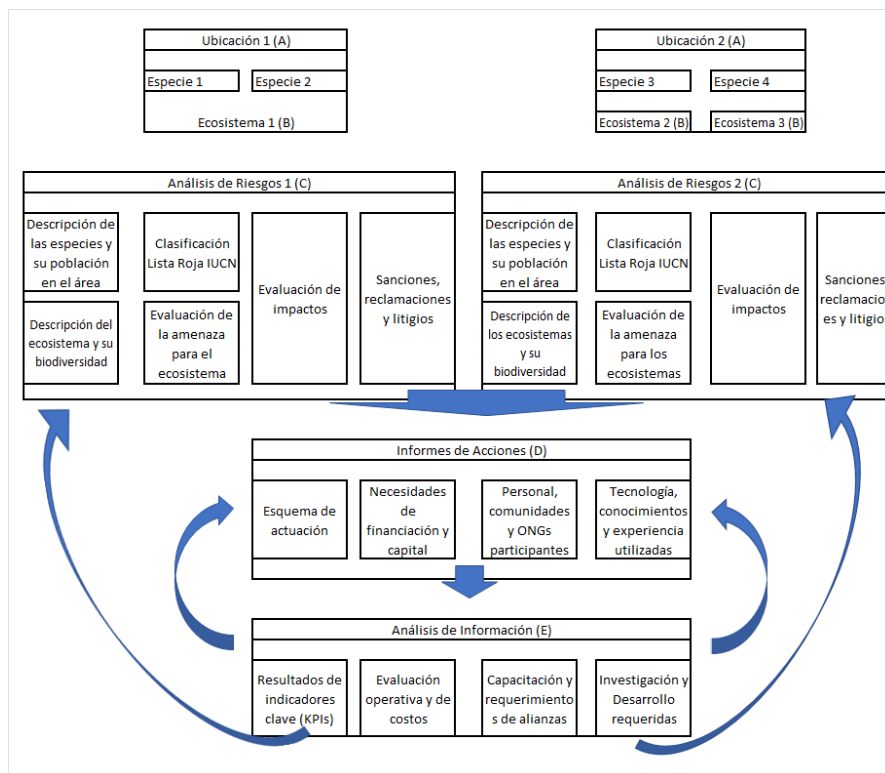 Ubicación 1 (A)
Especie 1
Especie 2
Ecosistema 1 (B)
Ubicación 2 (A)
Especie 3
Especie 4
Ecosistema 2 (B)
Ecosistema 3 (B)
Análisis de Riesgos 1 (C)
Descripción de
las especies y
su población
en el área
Clasificación
Lista Roja IUCN
Descripción del
ecosistema y su
biodiversidad
Evaluación de
la amenaza
para el
ecosistema
Evaluación de
impactos
Sanciones,
reclamaciones
y litigios
Análisis de Riesgos 2 (C)
Descripción de
las especies y
su población
en el área
Clasificación
Lista Roja IUCN
Descripción de
los ecosistemas y
su
biodiversidad
Evaluación de
la amenaza
para los
ecosistemas
Evaluación de
impactos
Sanciones,
reclamacion
es y litigios
Informes de Acciones (D)
Esquema de
actuación
Necesidades
de
financiación y
capital
Personal,
comunidades
y ONGs
participantes
Tecnología,
conocimientos
y experiencia
utilizadas
Análisis de Información (E)
Resultados de
indicadores
clave (KPIs)
Evaluación
operativa y de
costos
Capacitación y
requerimiento
s de alianzas
Investigación y
Desarrollo
requeridas